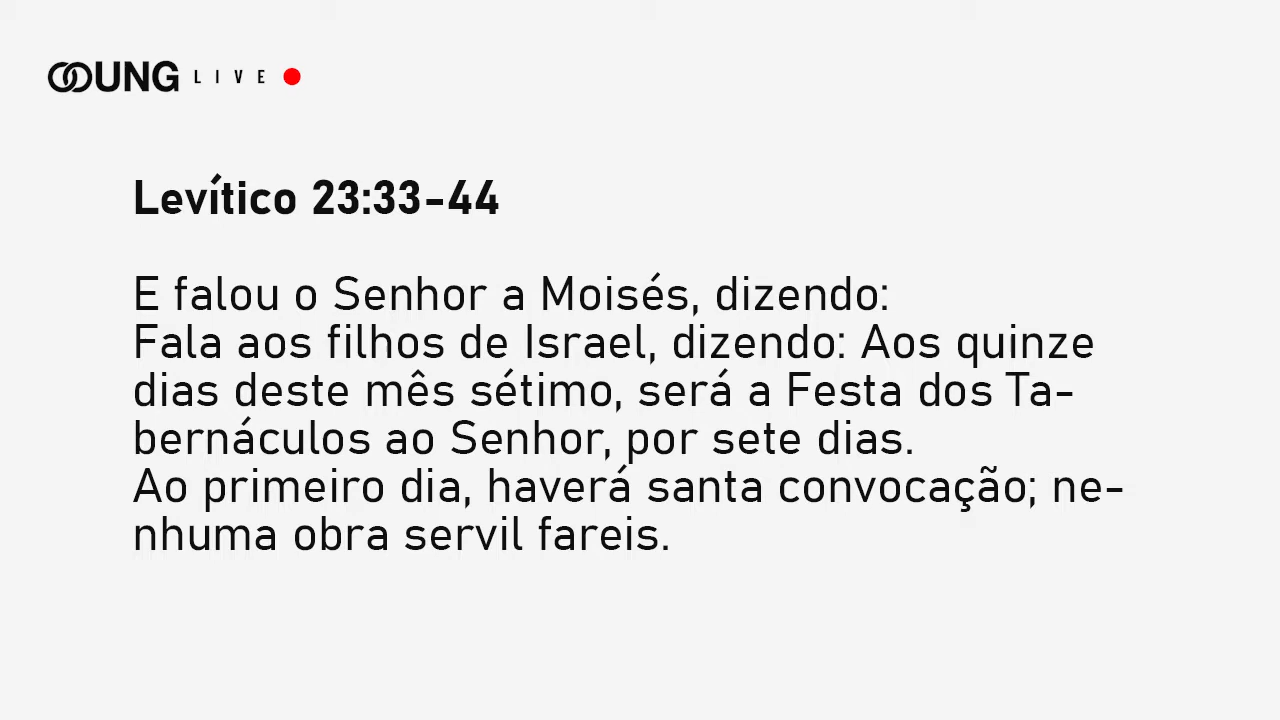 OOUNG LIVE
Levítico 23:33-44
E falou o Senhor a Moisés, dizendo:
Fala aos filhos de Israel, dizendo: Aos quinze
dias deste mês sétimo, será a Festa dos Ta-
bernáculos ao Senhor, por sete dias.
Ao primeiro dia, haverá santa convocação; ne-
nhuma obra servil fareis.